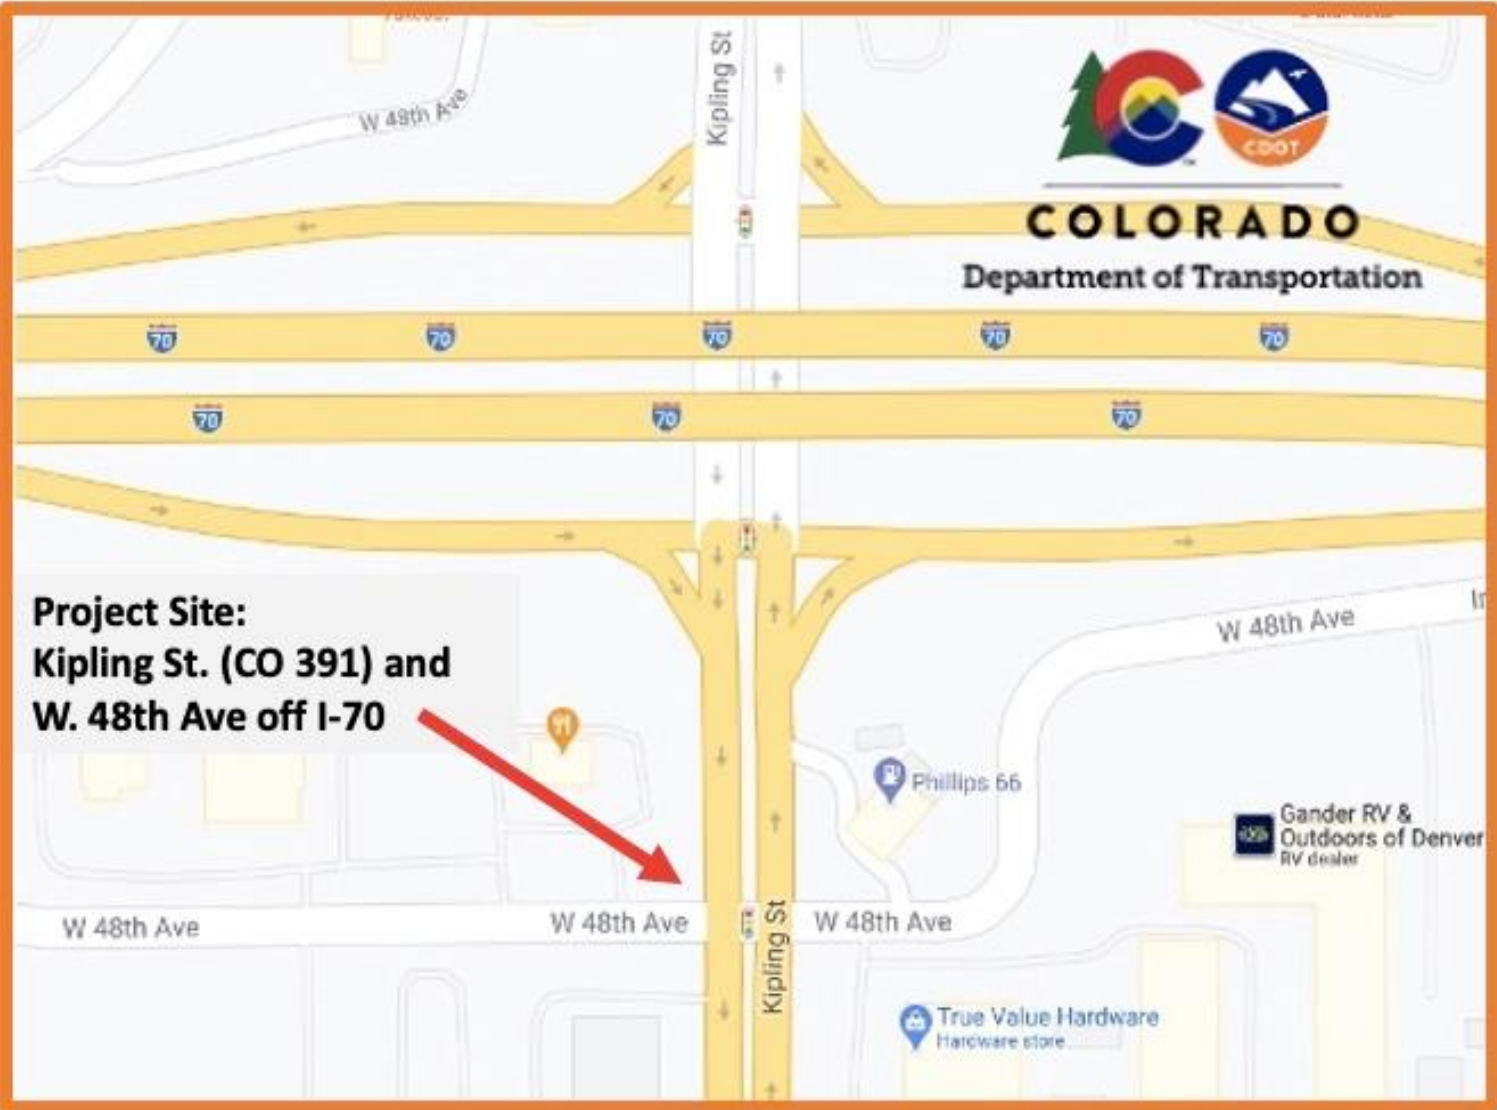 Kipling St
W 48th Ave
CDOT
COLORADO
Department of Transportation
70
70
70
70
70
70
70
70
Project Site:
Kipling St. (CO 391) and
W. 48th Ave off I-70
W 48th Ave
Phillips 66
Gander RV &
Outdoors of Denver
RV dealer
W 48th Ave
W 48th Ave
Kipling St
W 48th Ave
True Value Hardware
Hardware store